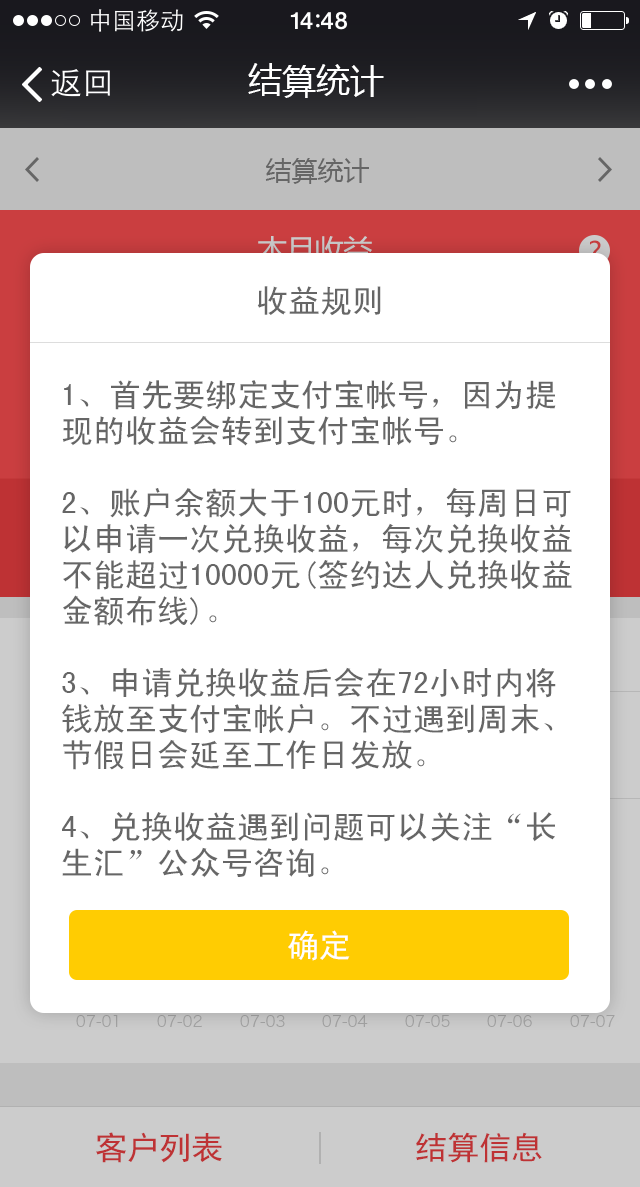 中国移动 14:48
返回 结算统计
结算统计
本月收益 ?
收益规则
1、首先要绑定支付宝帐号，因为提
现的收益会转到支付宝帐号。
2、账户余额大于100元时，每周日可
以申请一次兑换收益，每次兑换收益
不能超过10000元(签约达人兑换收益
金额布线)。
3、申请兑换收益后会在72小时内将
钱放至支付宝帐户。不过遇到周末、
节假日会延至工作日发放。
4、兑换收益遇到问题可以关注“长
生汇”公众号咨询。
确定
07-01 07-02 07-03 07-04 07-05 07-06 07-07
客户列表 结算信息